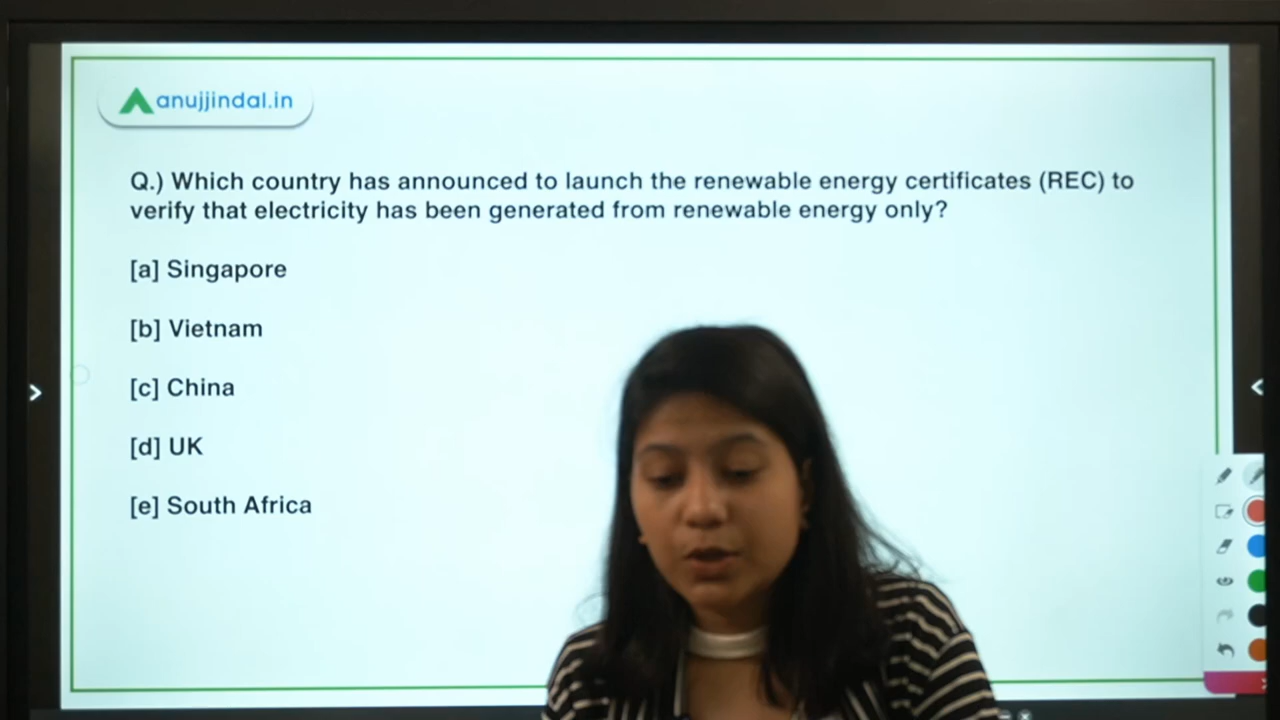 anujjindal.in
Q.) Which country has announced to launch the renewable energy certificates (REC) to
verify that electricity has been generated from renewable energy only?
[a] Singapore
[b] Vietnam
[c] China
[d] UK
[e] South Africa